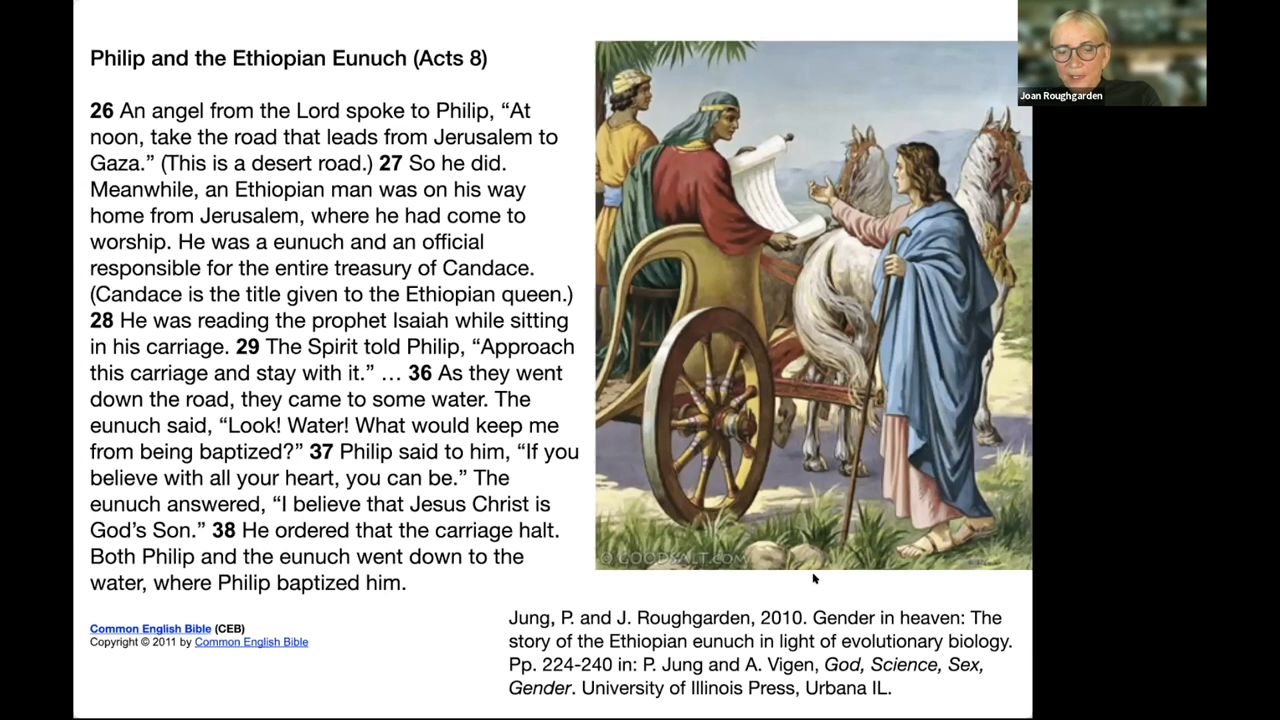 Philip and the Ethiopian Eunuch (Acts 8)
26 An angel from the Lord spoke to Philip, “At
noon, take the road that leads from Jerusalem to
Gaza.” (This is a desert road.) 27 So he did.
Meanwhile, an Ethiopian man was on his way
home from Jerusalem, where he had come to
worship. He was a eunuch and an official
responsible for the entire treasury of Candace.
(Candace is the title given to the Ethiopian queen.)
28 He was reading the prophet Isaiah while sitting
in his carriage. 29 The Spirit told Philip, “Approach
this carriage and stay with it.” … 36 As they went
down the road, they came to some water. The
eunuch said, “Look! Water! What would keep me
from being baptized?” 37 Philip said to him, “If you
believe with all your heart, you can be.” The
eunuch answered, “I believe that Jesus Christ is
God’s Son.” 38 He ordered that the carriage halt.
Both Philip and the eunuch went down to the
water, where Philip baptized him.
Common English Bible (CEB)
Copyright © 2011 by Common English Bible
© GOODSALT.COM
Joan Roughgarden
Jung, P. and J. Roughgarden, 2010. Gender in heaven: The
story of the Ethiopian eunuch in light of evolutionary biology.
Pp. 224-240 in: P. Jung and A. Vigen, God, Science, Sex,
Gender. University of Illinois Press, Urbana IL.